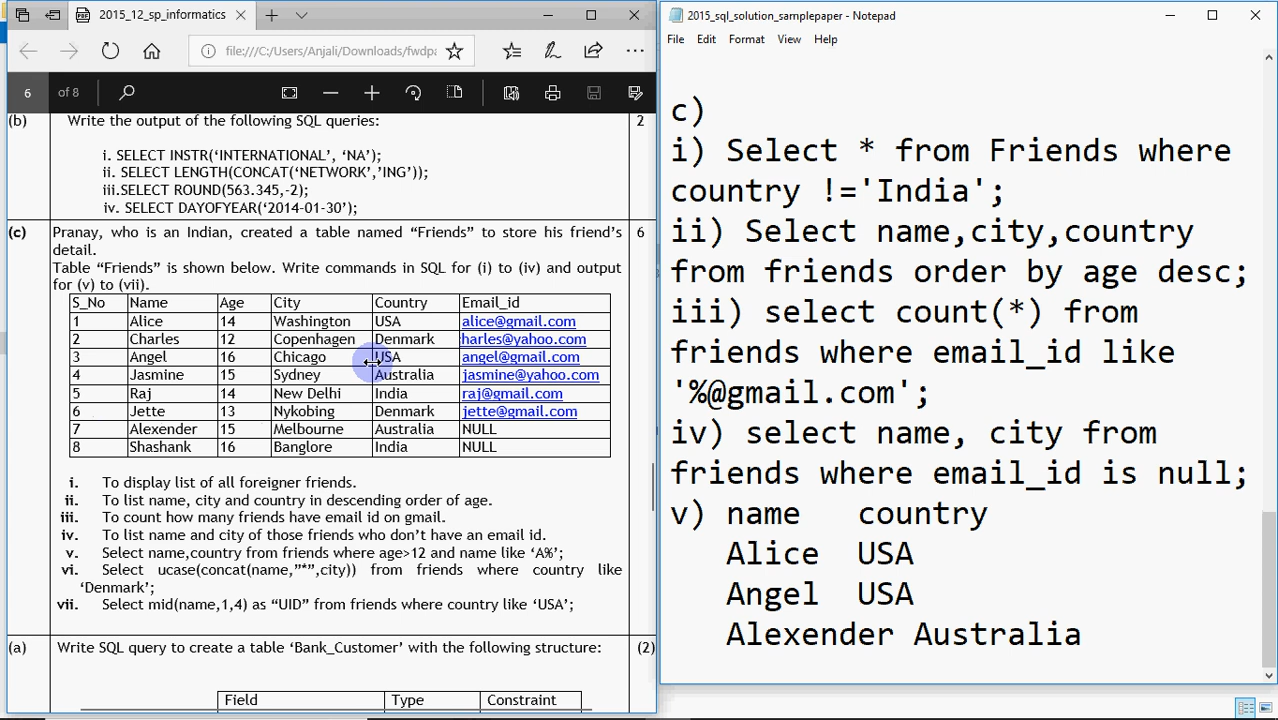 2015_12_sp_informatics
file:///C:/Users/Anjali/Downloads/fwdpa
6 of 8
(b) Write the output of the following SQL queries: 2
i. SELECT INSTR(‘INTERNATIONAL’, ‘NA’);
ii. SELECT LENGTH(CONCAT(‘NETWORK’,’ING’));
iii.SELECT ROUND(563.345,-2);
iv. SELECT DAYOFYEAR(‘2014-01-30’);
(c) Pranay, who is an Indian, created a table named “Friends” to store his friend’s 6
detail.
Table “Friends” is shown below. Write commands in SQL for (i) to (iv) and output
for (v) to (vii).
S_No Name Age City Country Email_id
1 Alice 14 Washington USA alice@gmail.com
2 Charles 12 Copenhagen Denmark harles@yahoo.com
3 Angel 16 Chicago USA angel@gmail.com
4 Jasmine 15 Sydney Australia jasmine@yahoo.com
5 Raj 14 New Delhi India raj@gmail.com
6 Jette 13 Nykobing Denmark jette@gmail.com
7 Alexender 15 Melbourne Australia NULL
8 Shashank 16 Banglore India NULL
i. To display list of all foreigner friends.
ii. To list name, city and country in descending order of age.
iii. To count how many friends have email id on gmail.
iv. To list name and city of those friends who don’t have an email id.
v. Select name,country from friends where age>12 and name like ‘A%’;
vi. Select ucase(concat(name,”*”,city)) from friends where country like
‘Denmark’;
vii. Select mid(name,1,4) as “UID” from friends where country like ‘USA’;
(a) Write SQL query to create a table ‘Bank_Customer’ with the following structure: (2)
Field Type Constraint
2015_sql_solution_samplepaper - Notepad
File Edit Format View Help
c)
i) Select * from Friends where
country !='India';
ii) Select name,city,country
from friends order by age desc;
iii) select count(*) from
friends where email_id like
'%@gmail.com';
iv) select name, city from
friends where email_id is null;
v) name country
Alice USA
Angel USA
Alexender Australia